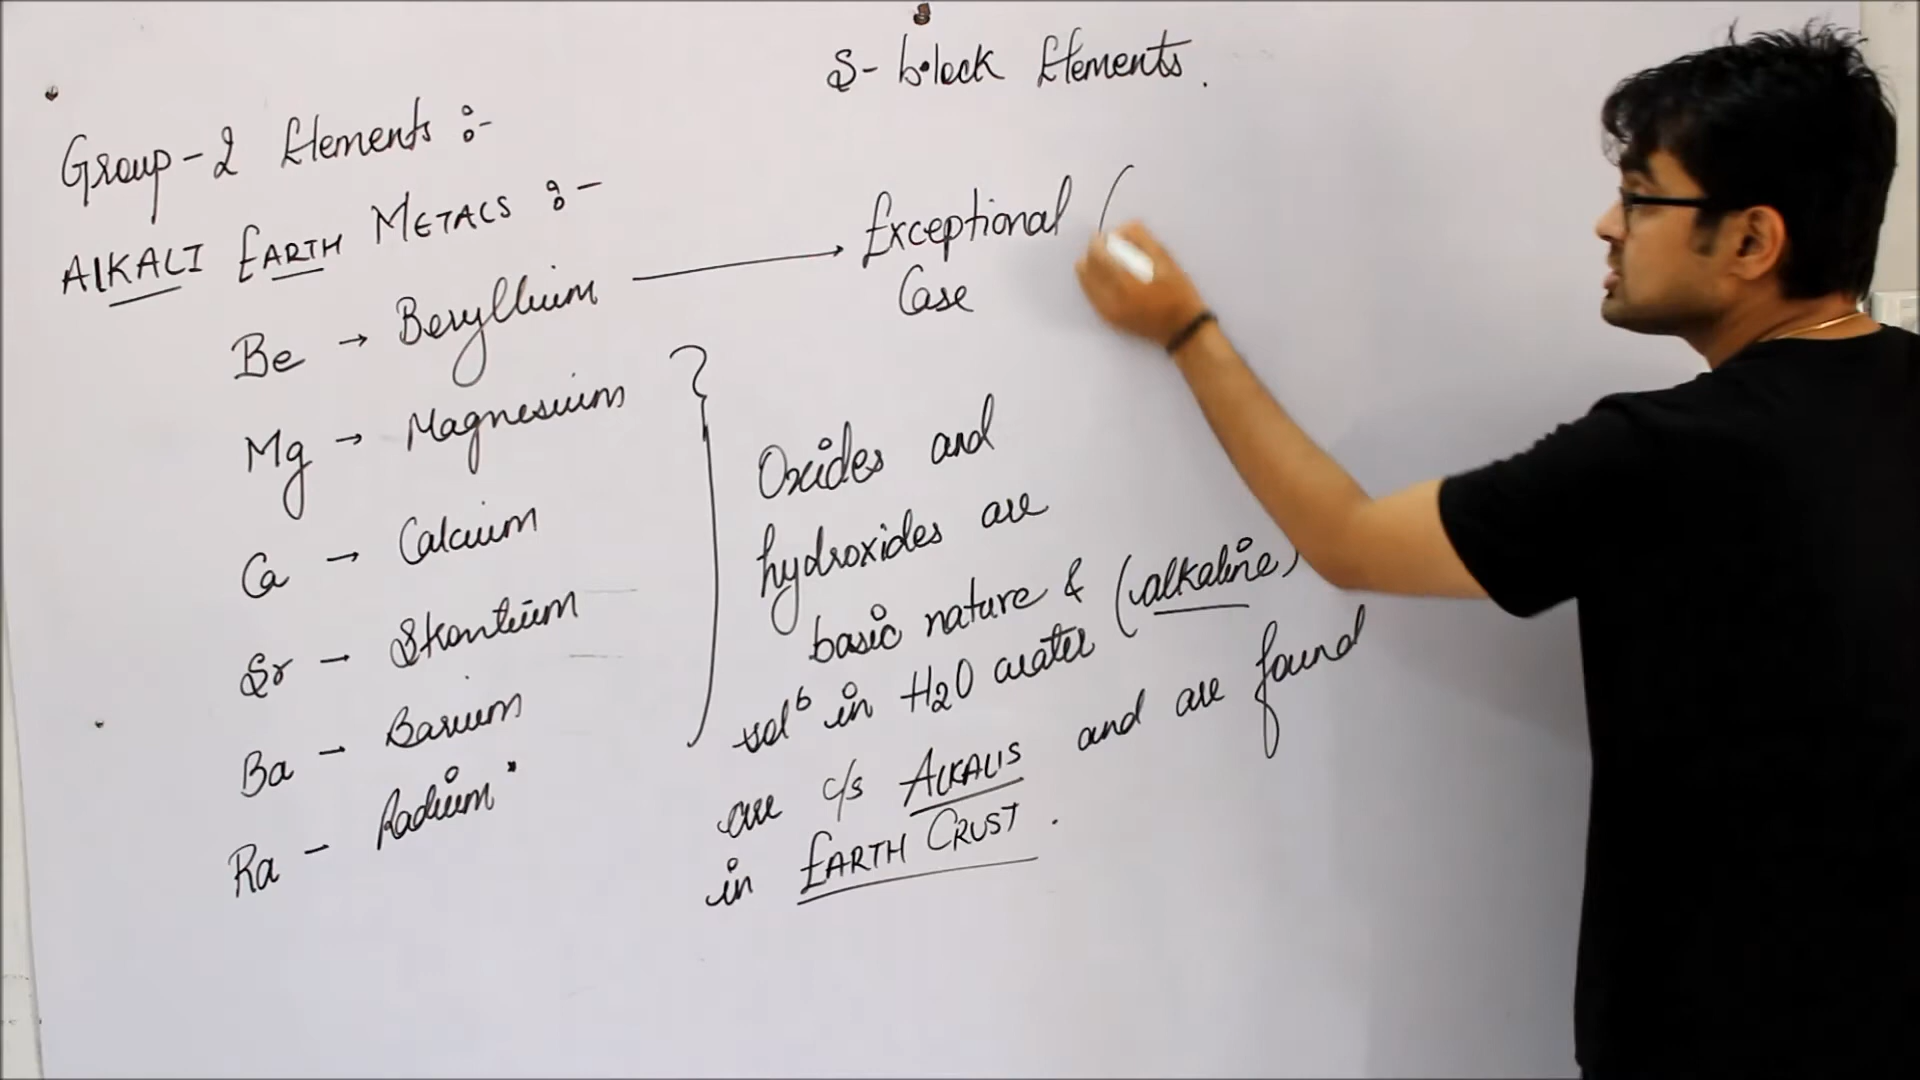 S- block Elements.
Group-2 Elements :-
ALKALI EARTH METALS :-
Be → Beryllium → Exceptional (
Case
Mg → Magnesium
Ca → Calcium
Sr - Strontium
Ba - Barium
Ra - Radium
Oxides and
hydroxides are
basic nature & (alkaline)
sol^b in H2O water
are c/s ALKALIS and are found
in EARTH CRUST.